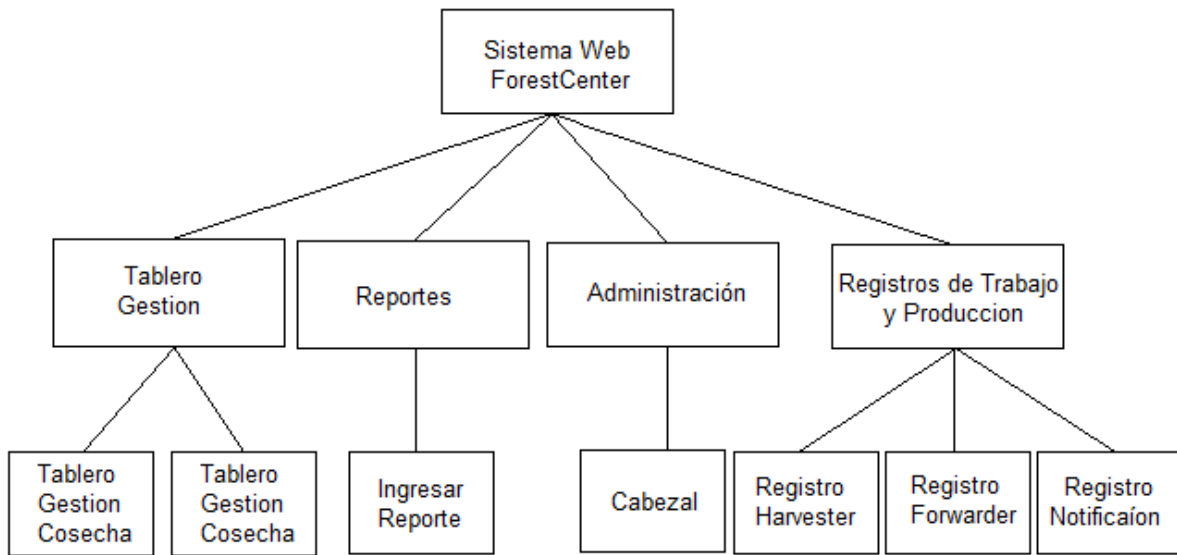 Sistema Web
ForestCenter
Tablero
Gestion
Reportes
Administración
Registros de Trabajo
y Produccion
Tablero
Gestion
Cosecha
Tablero
Gestion
Cosecha
Ingresar
Reporte
Cabezal
Registro
Harvester
Registro
Forwarder
Registro
Notificaíon